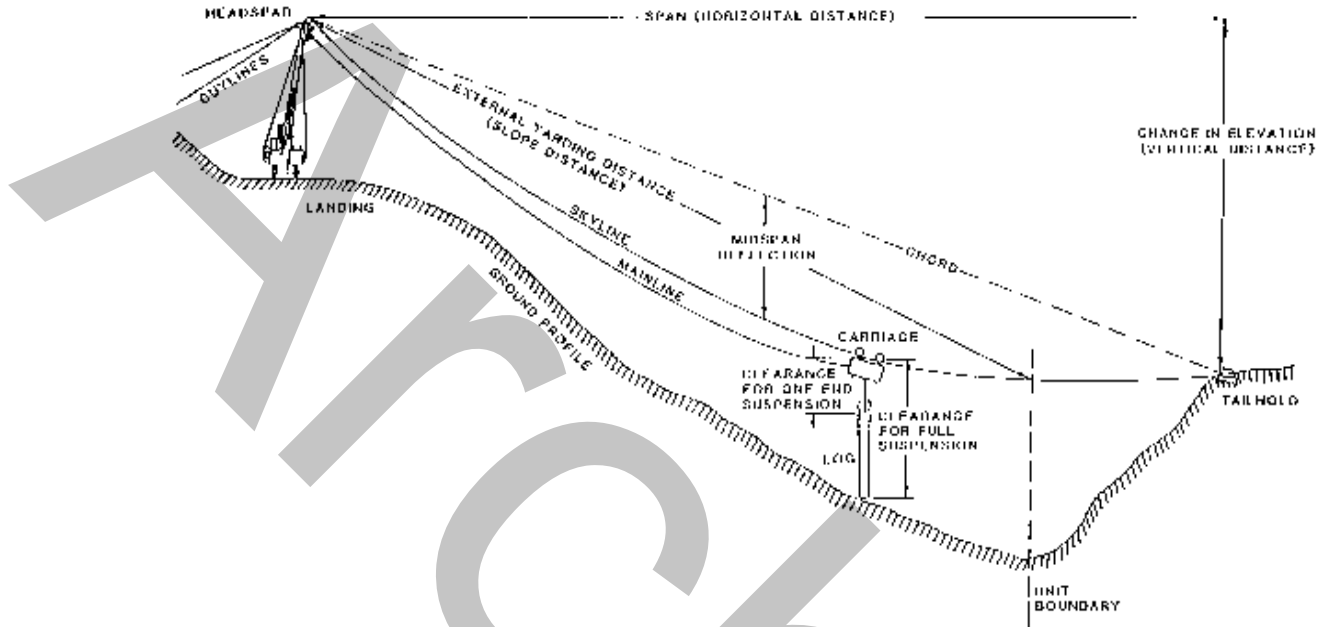 HEADSPAR
SPAN (HORIZONTAL DISTANCE)
GUYLINES
EXTERNAL YARDING DISTANCE
(SLOPE DISTANCE)
CHANGE IN ELEVATION
(VERTICAL DISTANCE)
LANDING
SKYLINE
MAINLINE
MIDSPAN
DEFLECTION
CHORD
GROUND PROFILE
CARRIAGE
CLEARANCE
FOR ONE END
SUSPENSION
CLEARANCE
FOR FULL
SUSPENSION
LOG
TAILHOLD
UNIT
BOUNDARY